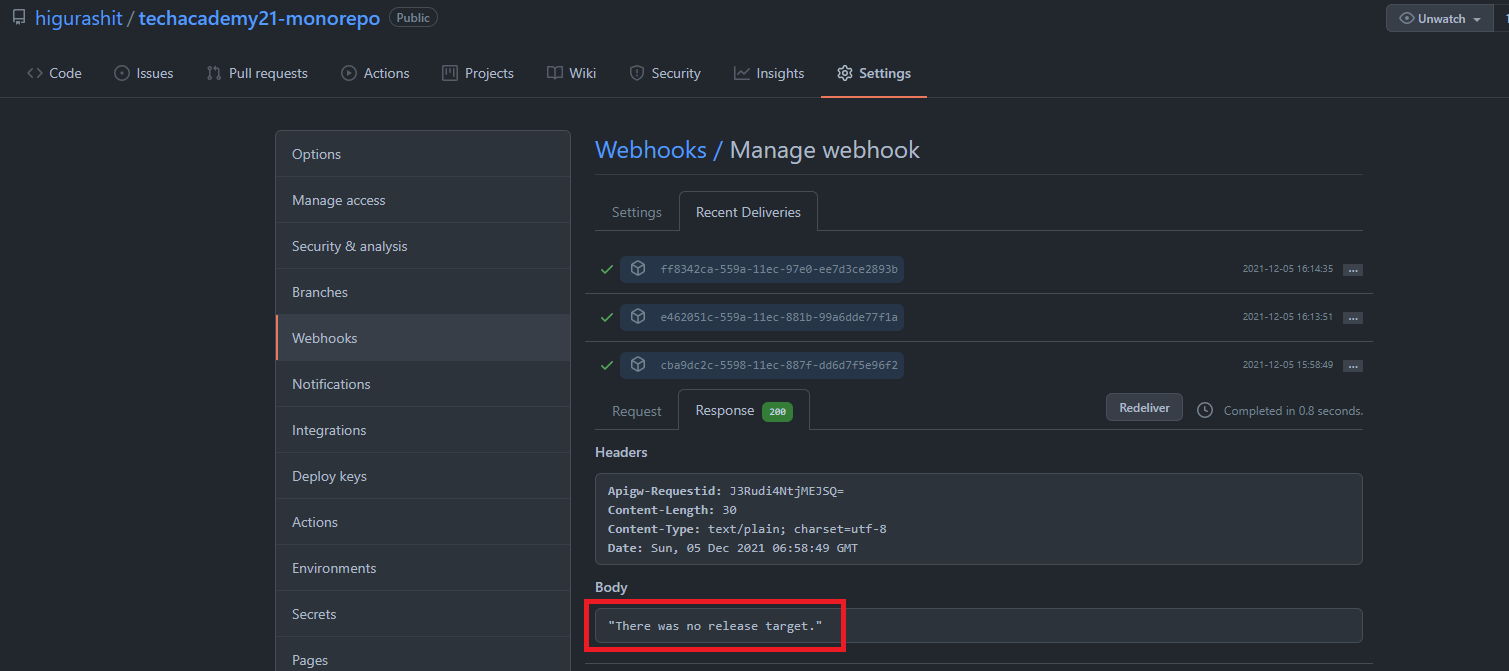 higurashit / techacademy21-monorepo Public
Unwatch
Code Issues Pull requests Actions Projects Wiki Security Insights Settings
Options
Manage access
Security & analysis
Branches
Webhooks
Notifications
Integrations
Deploy keys
Actions
Environments
Secrets
Pages
Webhooks / Manage webhook
Settings Recent Deliveries
ff8342ca-559a-11ec-97e0-ee7d3ce2893b 2021-12-05 16:14:35 ...
e462051c-559a-11ec-881b-99a6dde77f1a 2021-12-05 16:13:51 ...
cba9dc2c-5598-11ec-887f-dd6d7f5e96f2 2021-12-05 15:58:49 ...
Request Response 200 Redeliver Completed in 0.8 seconds.
Headers
Apigw-Requestid: J3Rudi4NtjMEJSQ=
Content-Length: 30
Content-Type: text/plain; charset=utf-8
Date: Sun, 05 Dec 2021 06:58:49 GMT
Body
"There was no release target."